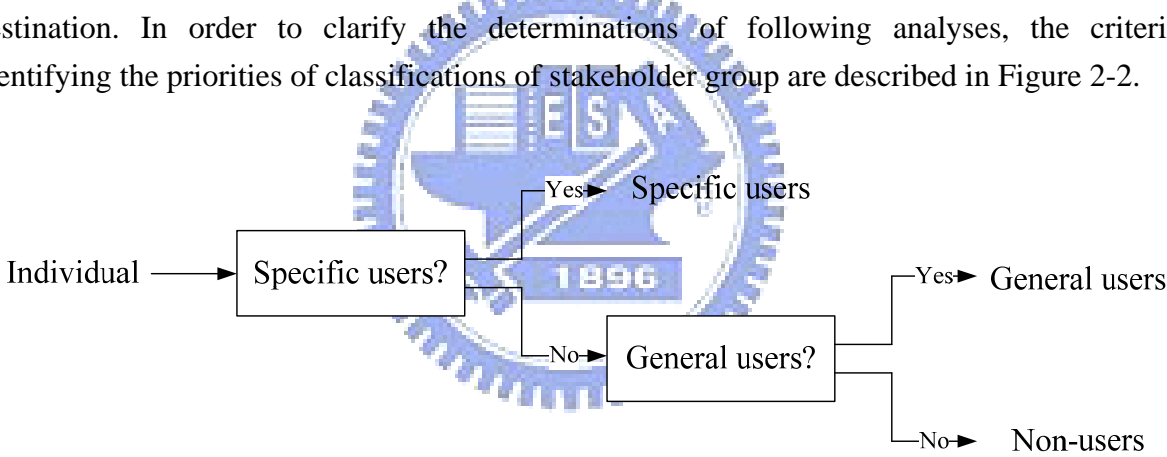 estination. In order to clarify the determinations of following analyses, the criteri
entifying the priorities of classifications of stakeholder group are described in Figure 2-2.
E S A
Yes Specific users
Individual Specific users? 1896 Yes General users
No General users?
No Non-users